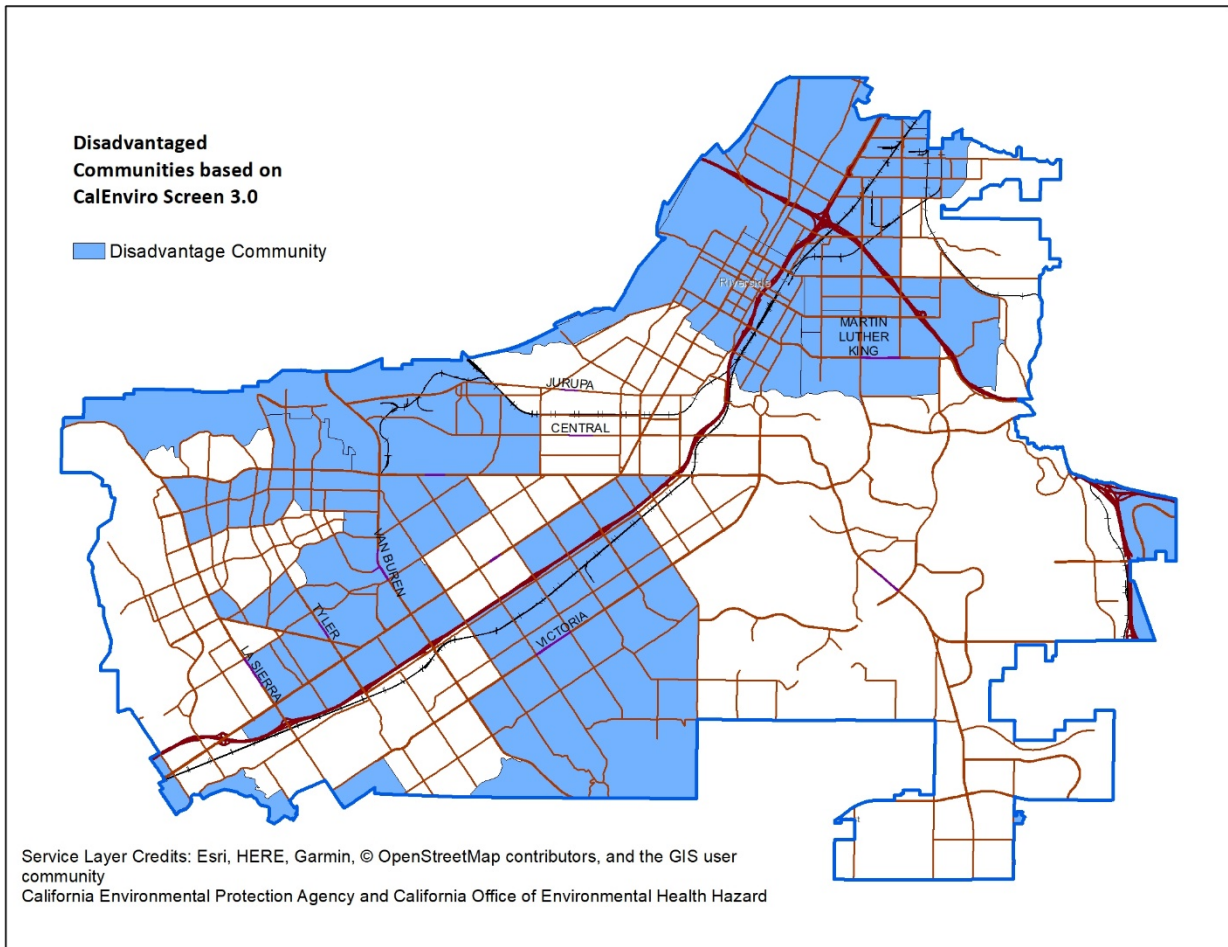 Disadvantaged
Communities based on
CalEnviro Screen 3.0
Disadvantage Community
Riverside
MARTIN
LUTHER
KING
JURUPA
CENTRAL
VAN BUREN
TYLER
VICTORIA
LA SIERRA
Service Layer Credits: Esri, HERE, Garmin, © OpenStreetMap contributors, and the GIS user
community
California Environmental Protection Agency and California Office of Environmental Health Hazard